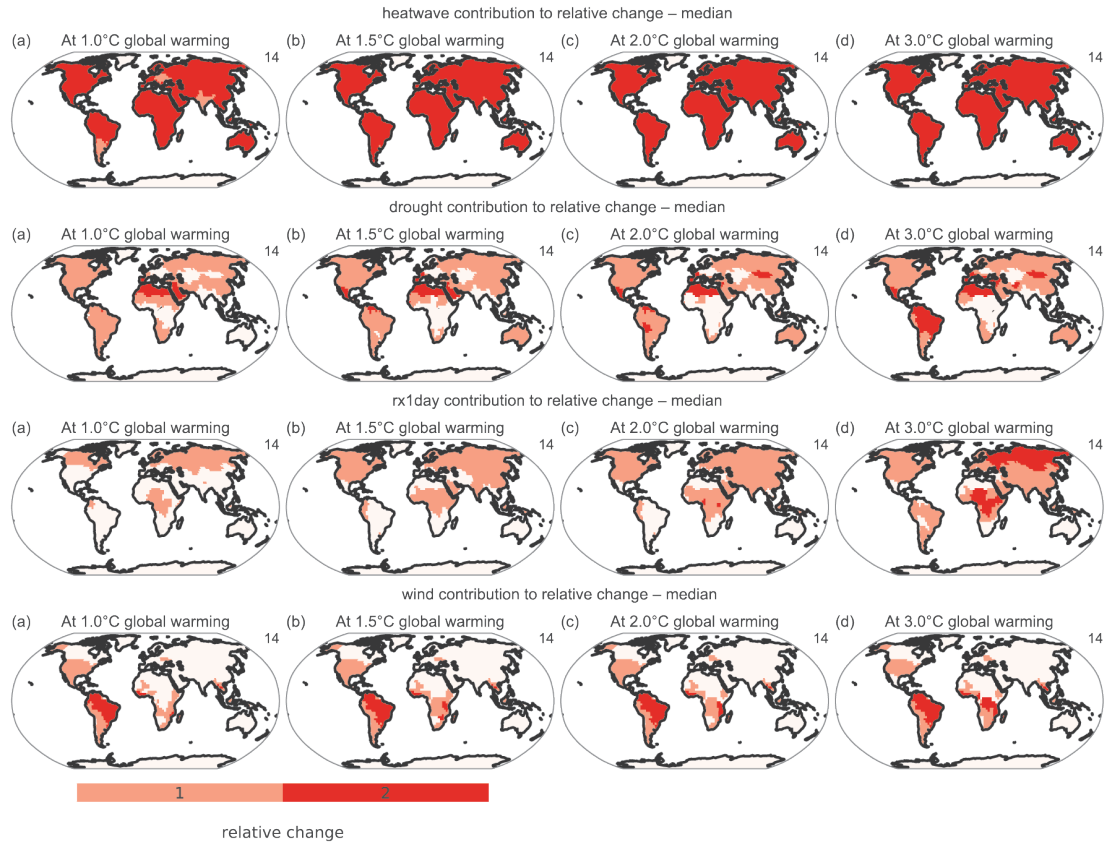 heatwave contribution to relative change – median
(a) At 1.0°C global warming 14 (b) At 1.5°C global warming 14 (c) At 2.0°C global warming 14 (d) At 3.0°C global warming 14
drought contribution to relative change – median
(a) At 1.0°C global warming 14 (b) At 1.5°C global warming 14 (c) At 2.0°C global warming 14 (d) At 3.0°C global warming 14
rx1day contribution to relative change – median
(a) At 1.0°C global warming 14 (b) At 1.5°C global warming 14 (c) At 2.0°C global warming 14 (d) At 3.0°C global warming 14
wind contribution to relative change – median
(a) At 1.0°C global warming 14 (b) At 1.5°C global warming 14 (c) At 2.0°C global warming 14 (d) At 3.0°C global warming 14
1 2
relative change